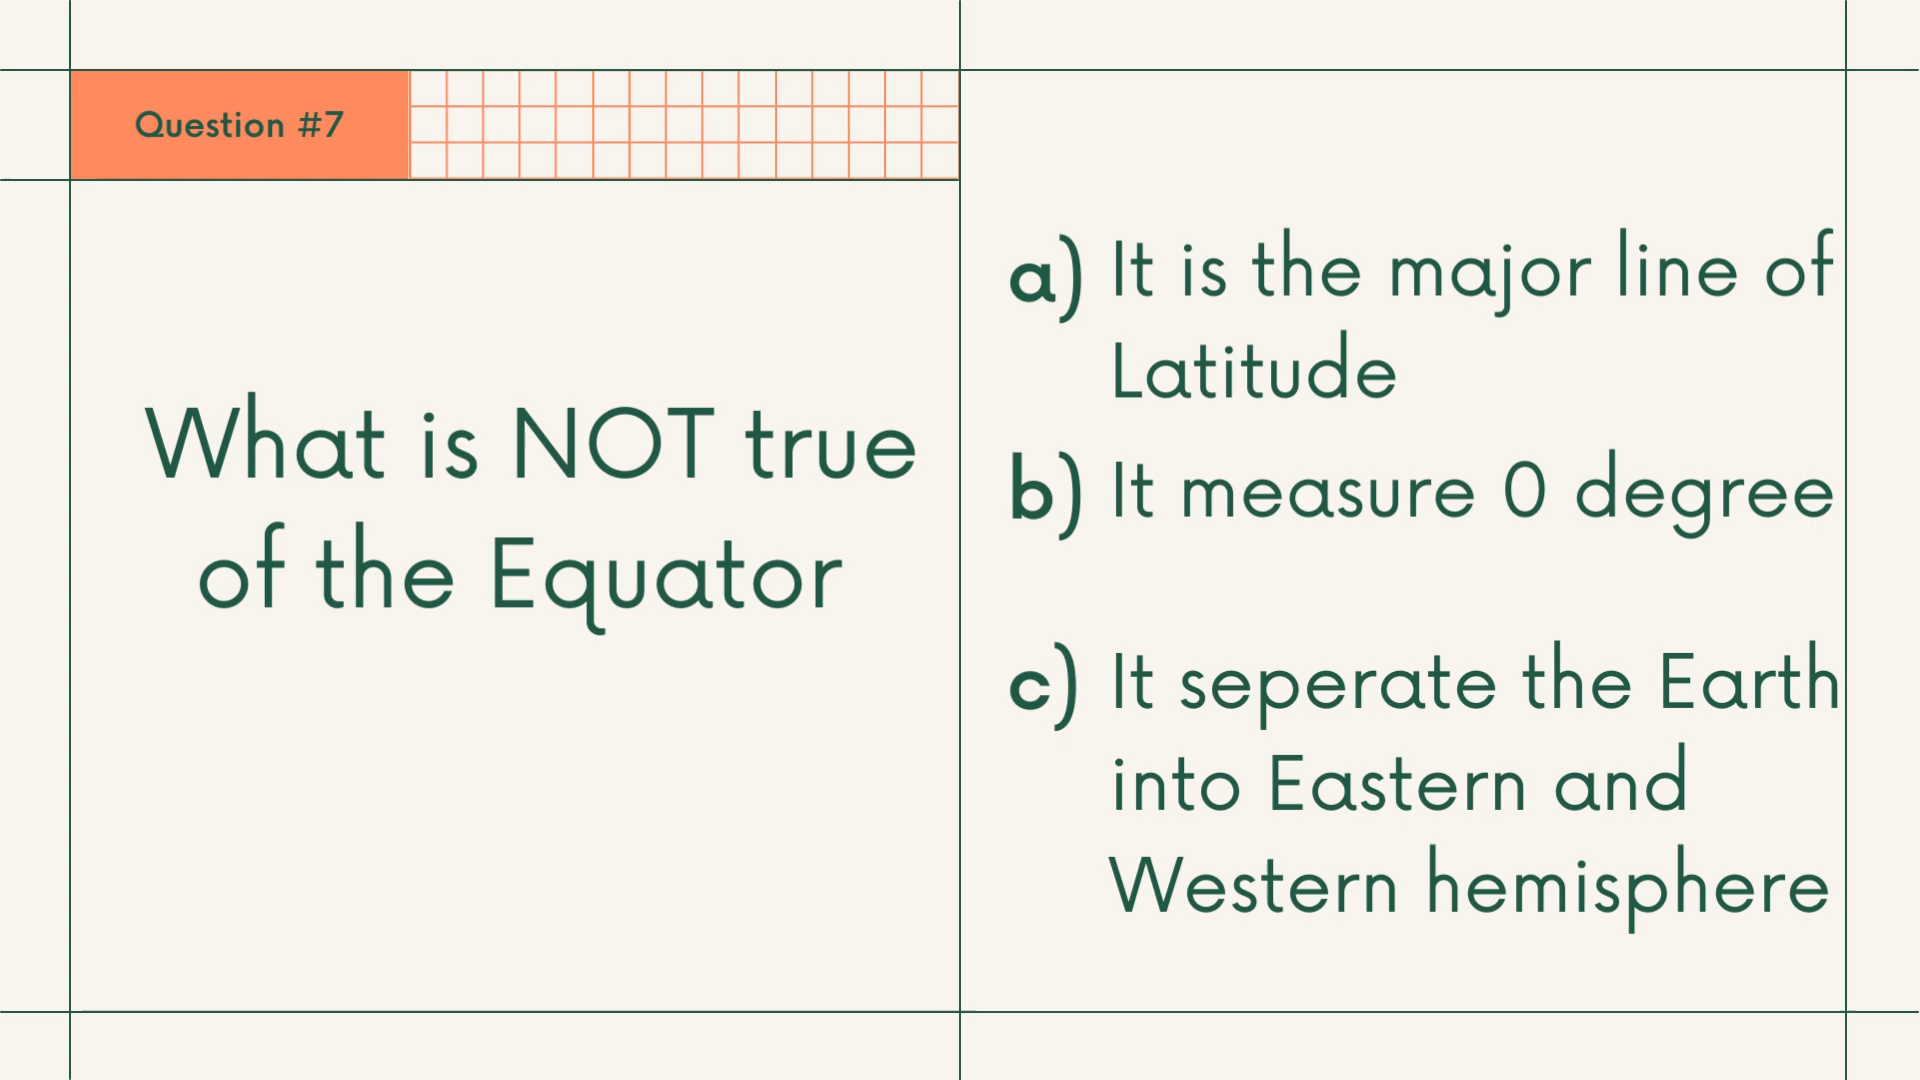 Question #7
What is NOT true
of the Equator
a) It is the major line of
Latitude
b) It measure 0 degree
c) It seperate the Earth
into Eastern and
Western hemisphere